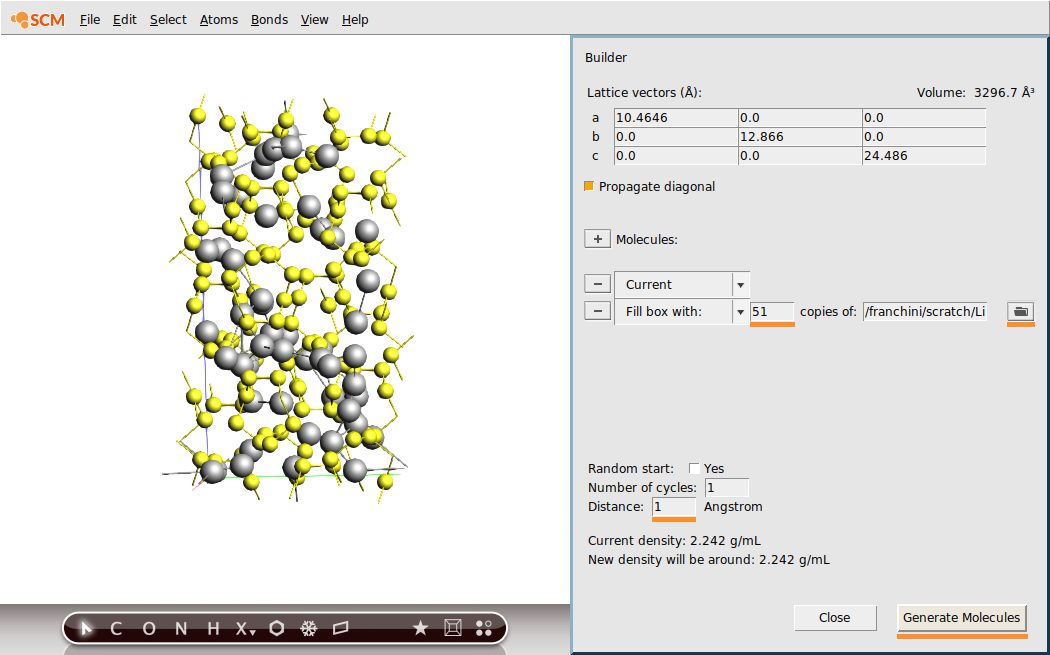 SCM File Edit Select Atoms Bonds View Help
Builder
Lattice vectors (Å): Volume: 3296.7 Å³
a 10.4646 0.0 0.0
b 0.0 12.866 0.0
c 0.0 0.0 24.486
Propagate diagonal
+ Molecules:
− Current
− Fill box with: 51 copies of: /franchini/scratch/Li
Random start: Yes
Number of cycles: 1
Distance: 1 Angstrom
Current density: 2.242 g/mL
New density will be around: 2.242 g/mL
Close Generate Molecules
C O N H X